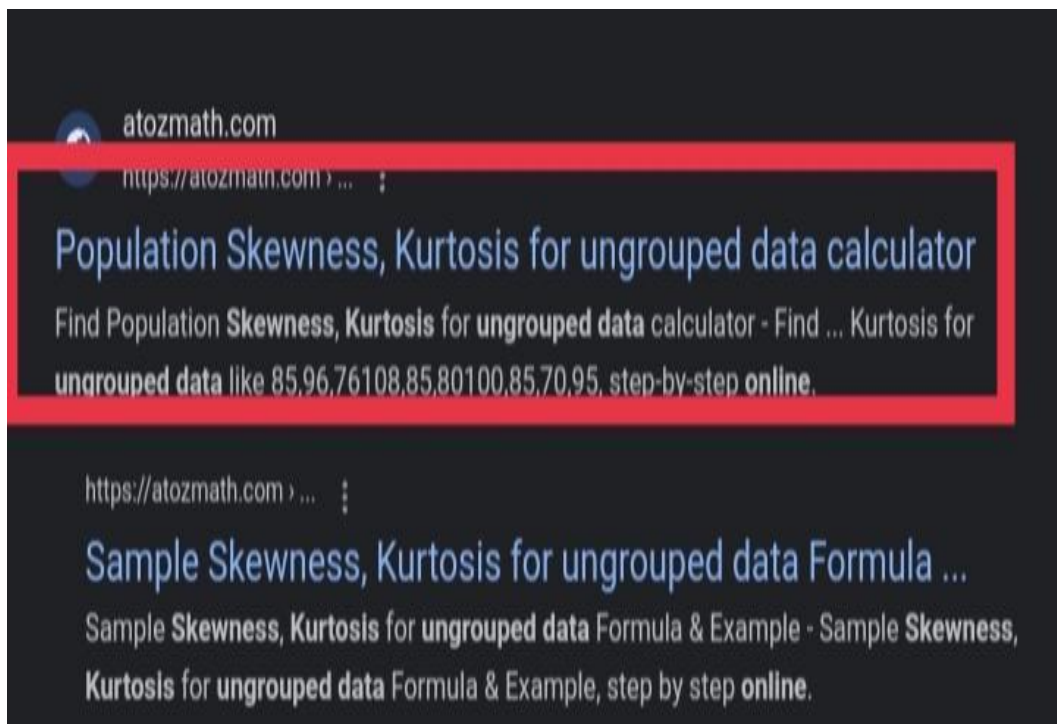 atozmath.com
https://atozmath.com › ...
Population Skewness, Kurtosis for ungrouped data calculator
Find Population Skewness, Kurtosis for ungrouped data calculator - Find ... Kurtosis for
ungrouped data like 85,96,76108,85,80100,85,70,95, step-by-step online.
https://atozmath.com › ...
Sample Skewness, Kurtosis for ungrouped data Formula ...
Sample Skewness, Kurtosis for ungrouped data Formula & Example - Sample Skewness,
Kurtosis for ungrouped data Formula & Example, step by step online.